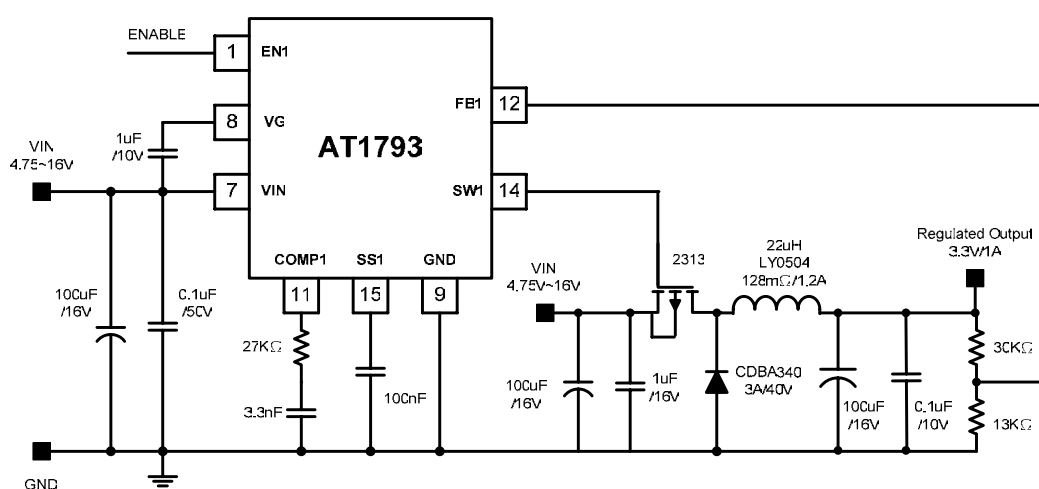 ENABLE
1
EN1
8
VG
1uF
/10V
VIN
4.75~16V
7
VIN
AT1793
FB1
12
SW1
14
COMP1
SS1
GND
11
15
9
100uF
/16V
0.1uF
/50V
27KΩ
3.3nF
100nF
GND
VIN
4.75V~16V
2313
22uH
LY0504
128mΩ/1.2A
Regulated Output
3.3V/1A
100uF
/16V
1uF
/16V
CDBA340
3A/40V
100uF
/16V
0.1uF
/10V
30KΩ
13KΩ